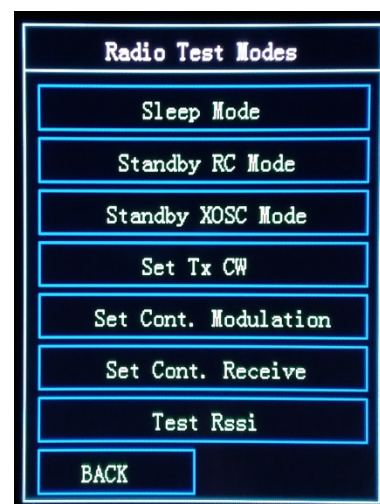 Radio Test Modes
Sleep Mode
Standby RC Mode
Standby XOSC Mode
Set Tx CW
Set Cont. Modulation
Set Cont. Receive
Test Rssi
BACK